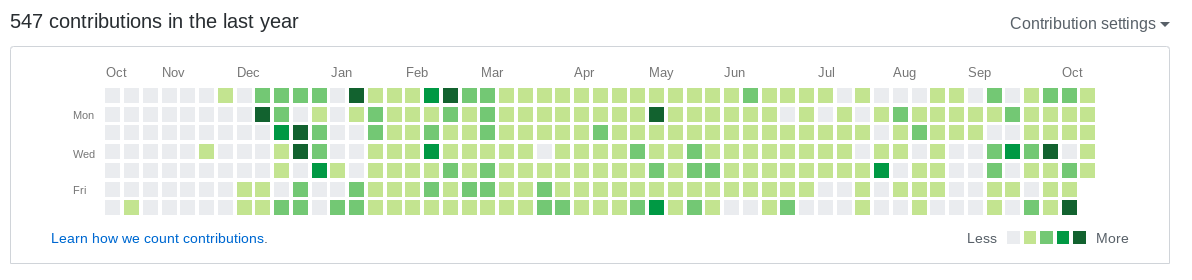 547 contributions in the last year
Contribution settings
Oct Nov Dec Jan Feb Mar Apr May Jun Jul Aug Sep Oct
Mon
Wed
Fri
Learn how we count contributions.
Less More